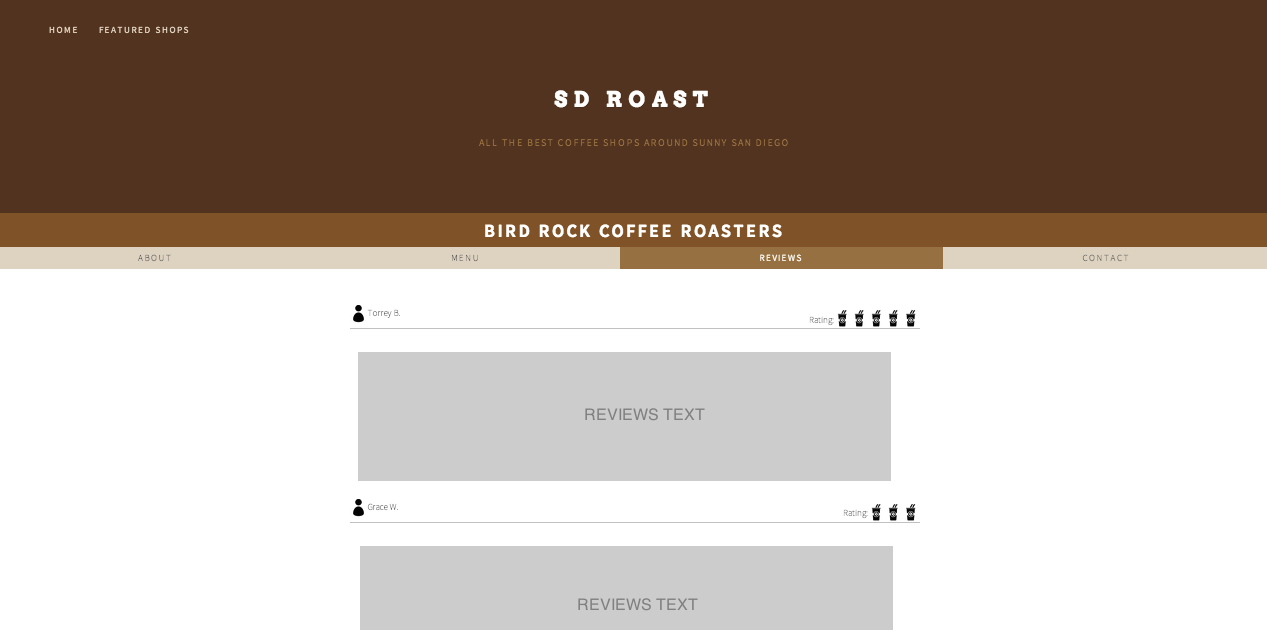 HOME FEATURED SHOPS
SD ROAST
ALL THE BEST COFFEE SHOPS AROUND SUNNY SAN DIEGO
BIRD ROCK COFFEE ROASTERS
ABOUT MENU REVIEWS CONTACT
Torrey B. Rating:
REVIEWS TEXT
Grace W. Rating:
REVIEWS TEXT